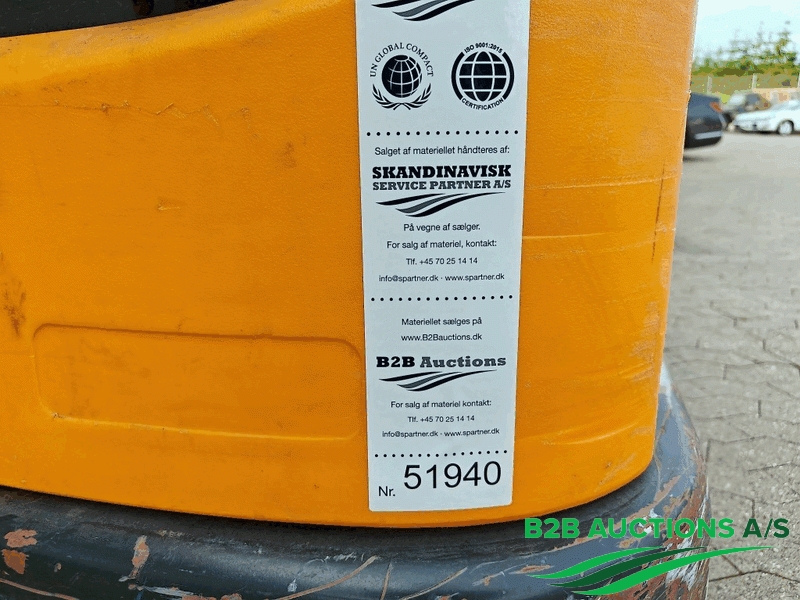 UN GLOBAL COMPACT
ISO 9001:2015
CERTIFICATION
Salget af materiellet håndteres af:
SKANDINAVISK
SERVICE PARTNER A/S
På vegne af sælger.
For salg af materiel, kontakt:
Tlf. +45 70 25 14 14
info@spartner.dk - www.spartner.dk
Materiellet sælges på
www.B2Bauctions.dk
B2B Auctions
For salg af materiel kontakt:
Tlf. +45 70 25 14 14
info@spartner.dk - www.spartner.dk
Nr. 51940
B2B AUCTIONS A/S